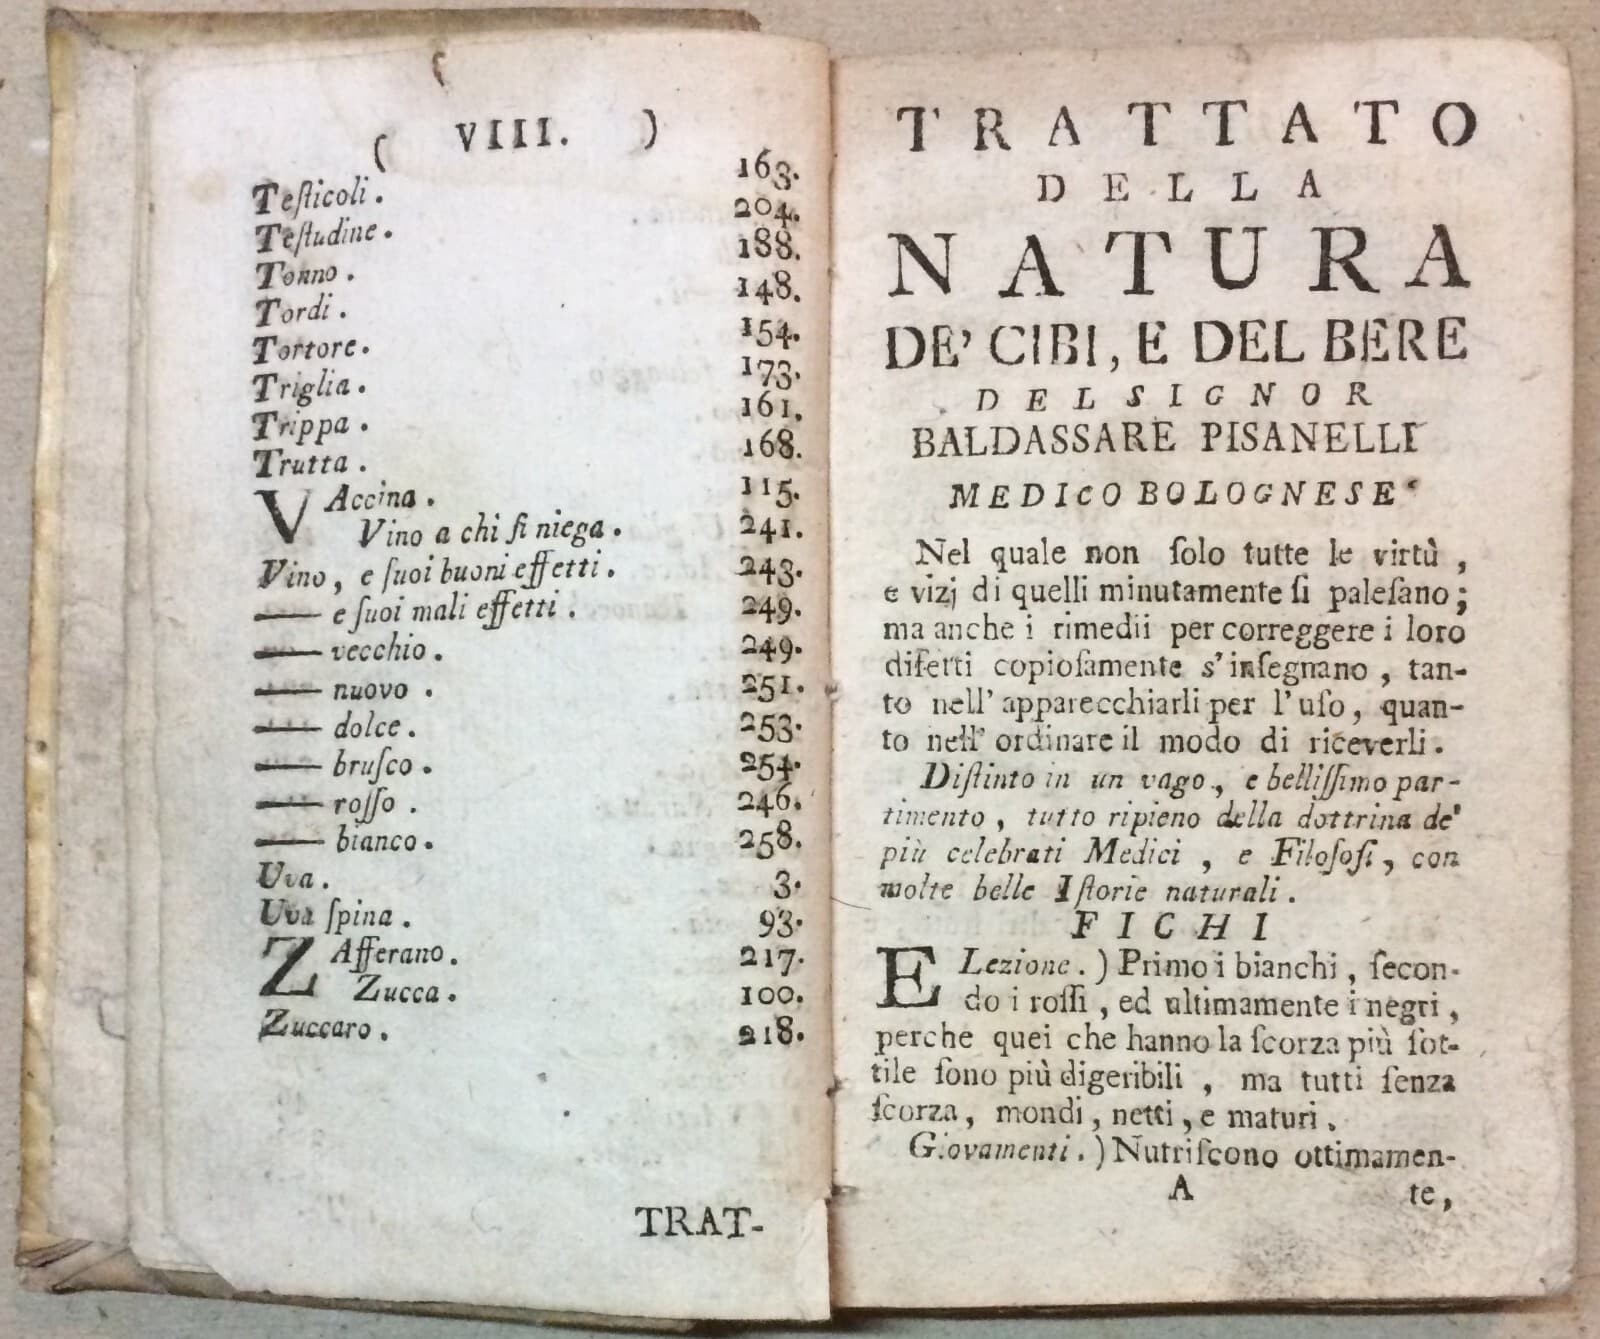 ( VIII. )
Teſticoli. 163.
Teſtudine. 204.
Tonno. 188.
Tordi. 148.
Tortore. 154.
Triglia. 173.
Trippa. 161.
Trutta. 168.
VAccina. 115.
Vino a chi ſi niega. 241.
Vino, e ſuoi buoni effetti. 243.
—— e ſuoi mali effetti. 249.
—— vecchio. 249.
—— nuovo. 251.
—— dolce. 253.
—— bruſco. 254.
—— roſſo. 246.
—— bianco. 258.
Uva. 3.
Uva ſpina. 93.
ZAfferano. 217.
Zucca. 100.
Zuccaro. 218.
TRAT-
TRATTATO
DELLA
NATURA
DE' CIBI, E DEL BERE
DEL SIGNOR
BALDASSARE PISANELLI
MEDICO BOLOGNESE
Nel quale non ſolo tutte le virtù,
e vizj di quelli minutamente ſi paleſano;
ma anche i rimedii per correggere i loro
difetti copioſamente s'inſegnano, tan-
to nell' apparecchiarli per l'uſo, quan-
to nell' ordinare il modo di riceverli.
Diſtinto in un vago, e belliſſimo par-
timento, tutto ripieno della dottrina de'
più celebrati Medici, e Filoſofi, con
molte belle Iſtorie naturali.
FICHI
ELezione.) Primo i bianchi, ſecon-
do i roſſi, ed ultimamente i negri,
perche quei che hanno la ſcorza più ſot-
tile ſono più digeribili, ma tutti ſenza
ſcorza, mondi, netti, e maturi.
Giovamenti.) Nutriſcono ottimamen-
A te,